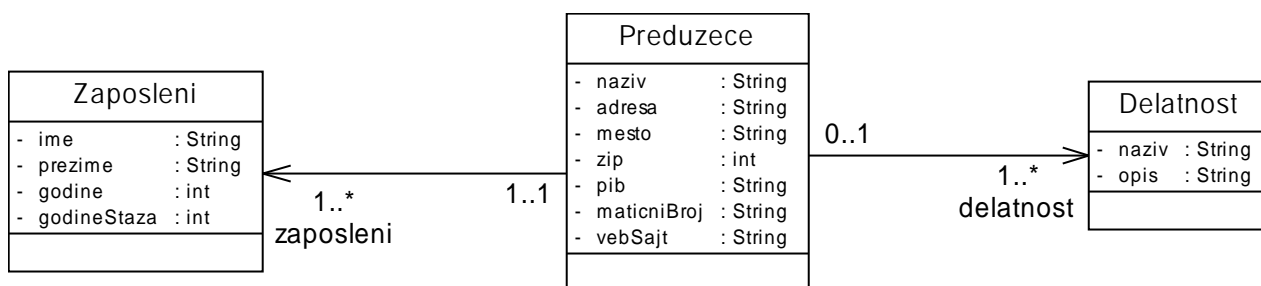 Zaposleni
- ime : String
- prezime : String
- godine : int
- godineStaza : int
1..*
zaposleni
1..1
Preduzece
- naziv : String
- adresa : String
- mesto : String
- zip : int
- pib : String
- maticniBroj : String
- vebSajt : String
0..1
1..*
delatnost
Delatnost
- naziv : String
- opis : String